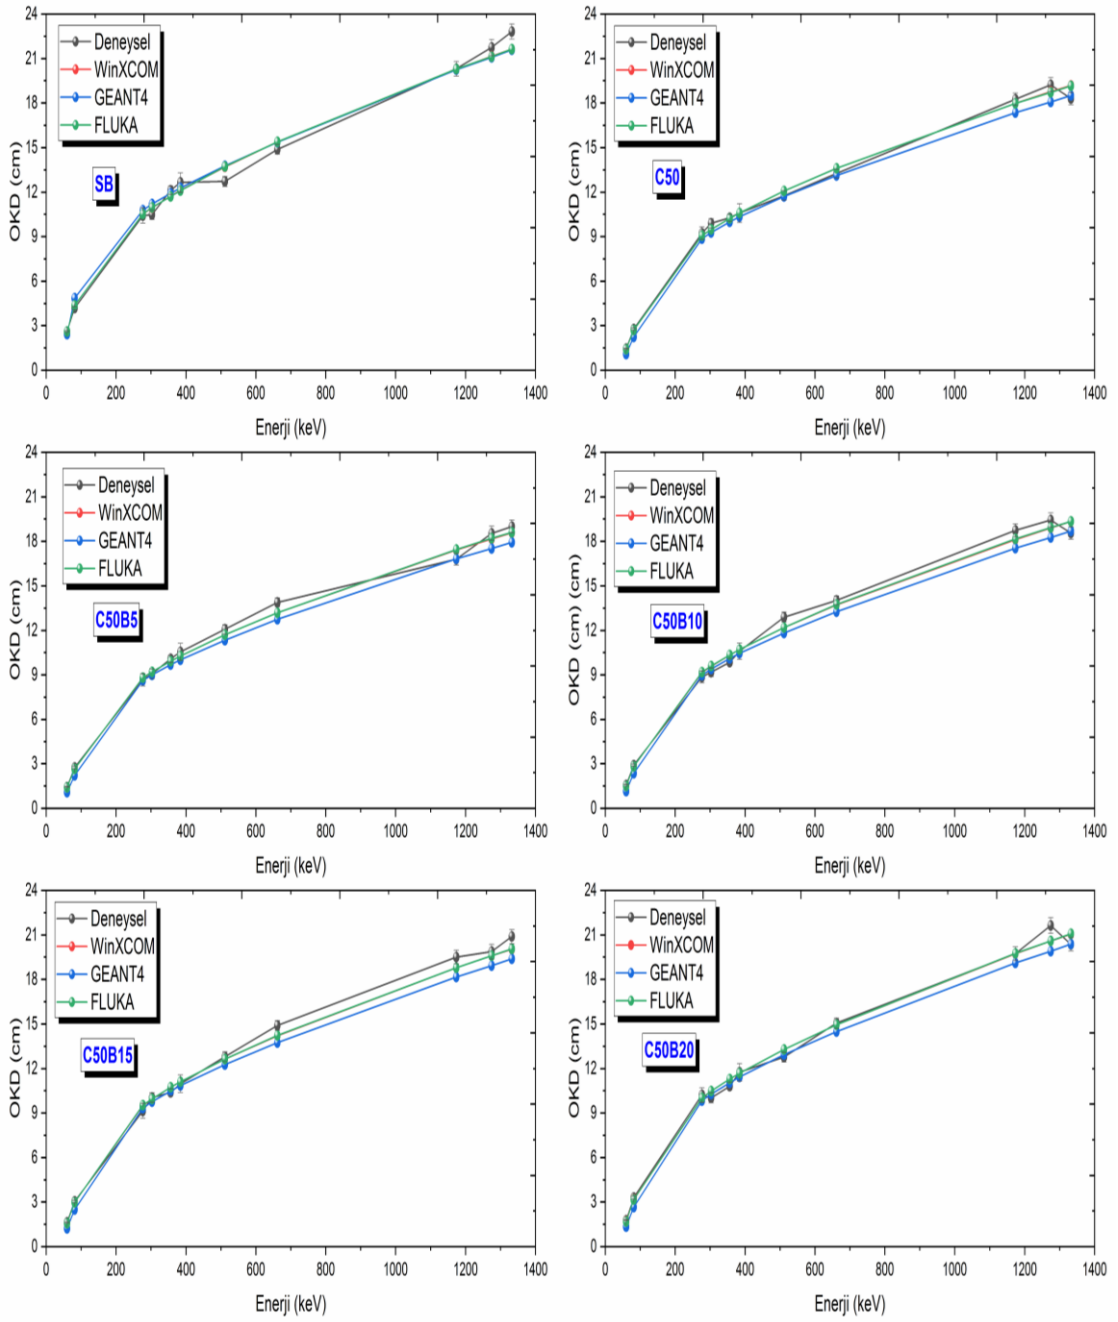 24
21
18
15
12
9
6
3
0
OKD (cm)
Deneysel
WinXCOM
GEANT4
FLUKA
SB
0 200 400 600 800 1000 1200 1400
Enerji (keV)
24
21
18
15
12
9
6
3
0
OKD (cm)
Deneysel
WinXCOM
GEANT4
FLUKA
C50
0 200 400 600 800 1000 1200 1400
Enerji (keV)
24
21
18
15
12
9
6
3
0
OKD (cm)
Deneysel
WinXCOM
GEANT4
FLUKA
C50B5
0 200 400 600 800 1000 1200 1400
Enerji (keV)
24
21
18
15
12
9
6
3
0
OKD (cm) (cm)
Deneysel
WinXCOM
GEANT4
FLUKA
C50B10
0 200 400 600 800 1000 1200 1400
Enerji (keV)
24
21
18
15
12
9
6
3
0
OKD (cm)
Deneysel
WinXCOM
GEANT4
FLUKA
C50B15
0 200 400 600 800 1000 1200 1400
Enerji (keV)
24
21
18
15
12
9
6
3
0
OKD (cm)
Deneysel
WinXCOM
GEANT4
FLUKA
C50B20
0 200 400 600 800 1000 1200 1400
Enerji (keV)